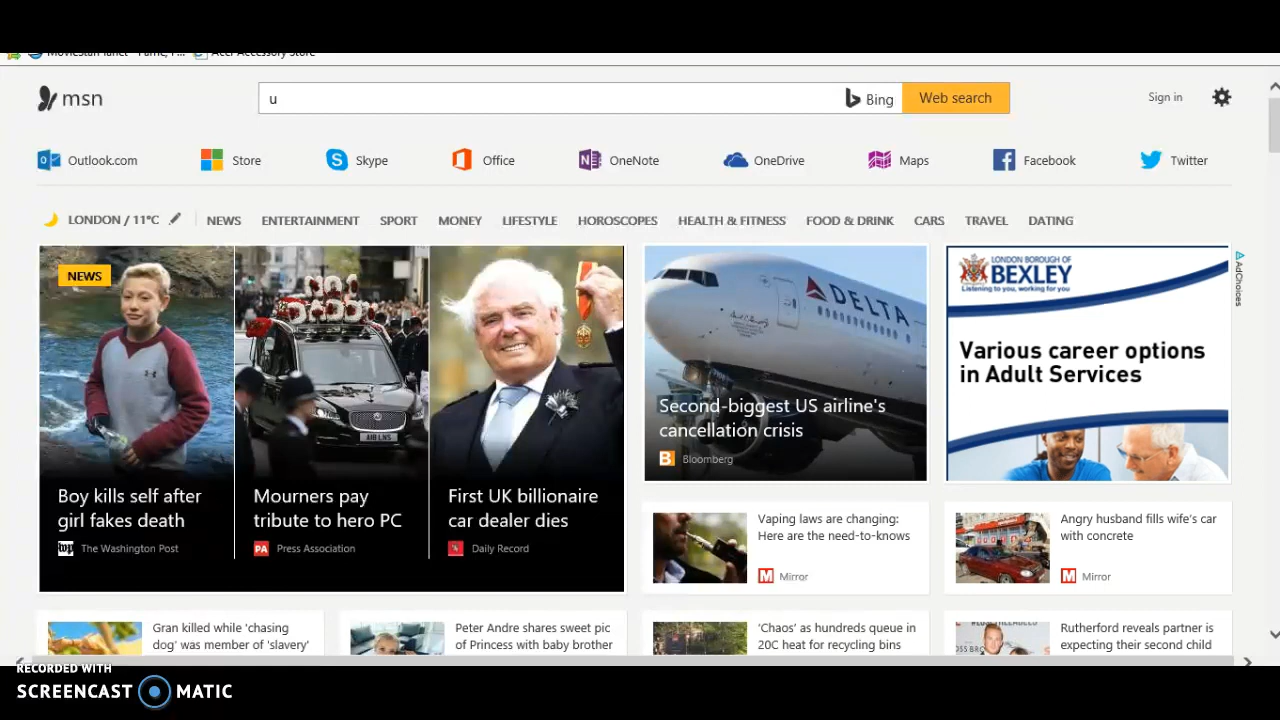 MovieStarPlanet - Fame, F... Acer Accessory Store
msn
u
Bing
Web search
Sign in
Outlook.com
Store
Skype
Office
OneNote
OneDrive
Maps
Facebook
Twitter
LONDON / 11°C
NEWS
ENTERTAINMENT
SPORT
MONEY
LIFESTYLE
HOROSCOPES
HEALTH & FITNESS
FOOD & DRINK
CARS
TRAVEL
DATING
NEWS
Boy kills self after
girl fakes death
The Washington Post
A18 LNS
Mourners pay
tribute to hero PC
PA Press Association
First UK billionaire
car dealer dies
Daily Record
DELTA
Second-biggest US airline's
cancellation crisis
B Bloomberg
LONDON BOROUGH OF
BEXLEY
Listening to you, working for you
Various career options
in Adult Services
AdChoices
Vaping laws are changing:
Here are the need-to-knows
M Mirror
Angry husband fills wife's car
with concrete
M Mirror
Gran killed while 'chasing
dog' was member of 'slavery'
Peter Andre shares sweet pic
of Princess with baby brother
'Chaos' as hundreds queue in
20C heat for recycling bins
Rutherford reveals partner is
expecting their second child
RECORDED WITH
SCREENCAST MATIC